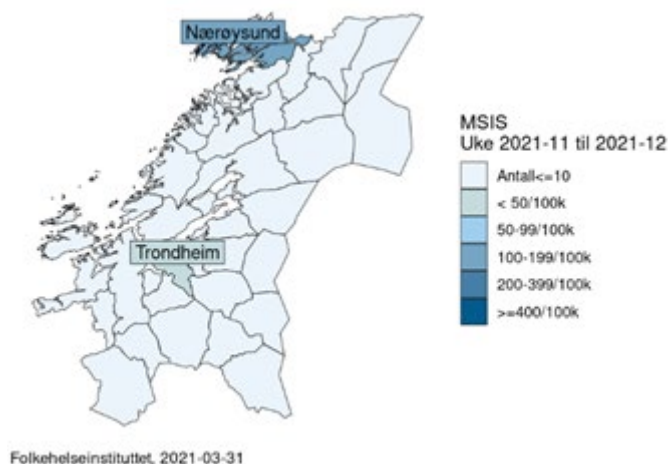 Nærøysund
Trondheim
MSIS
Uke 2021-11 til 2021-12
Antall<=10
< 50/100k
50-99/100k
100-199/100k
200-399/100k
>=400/100k
Folkehelseinstituttet, 2021-03-31